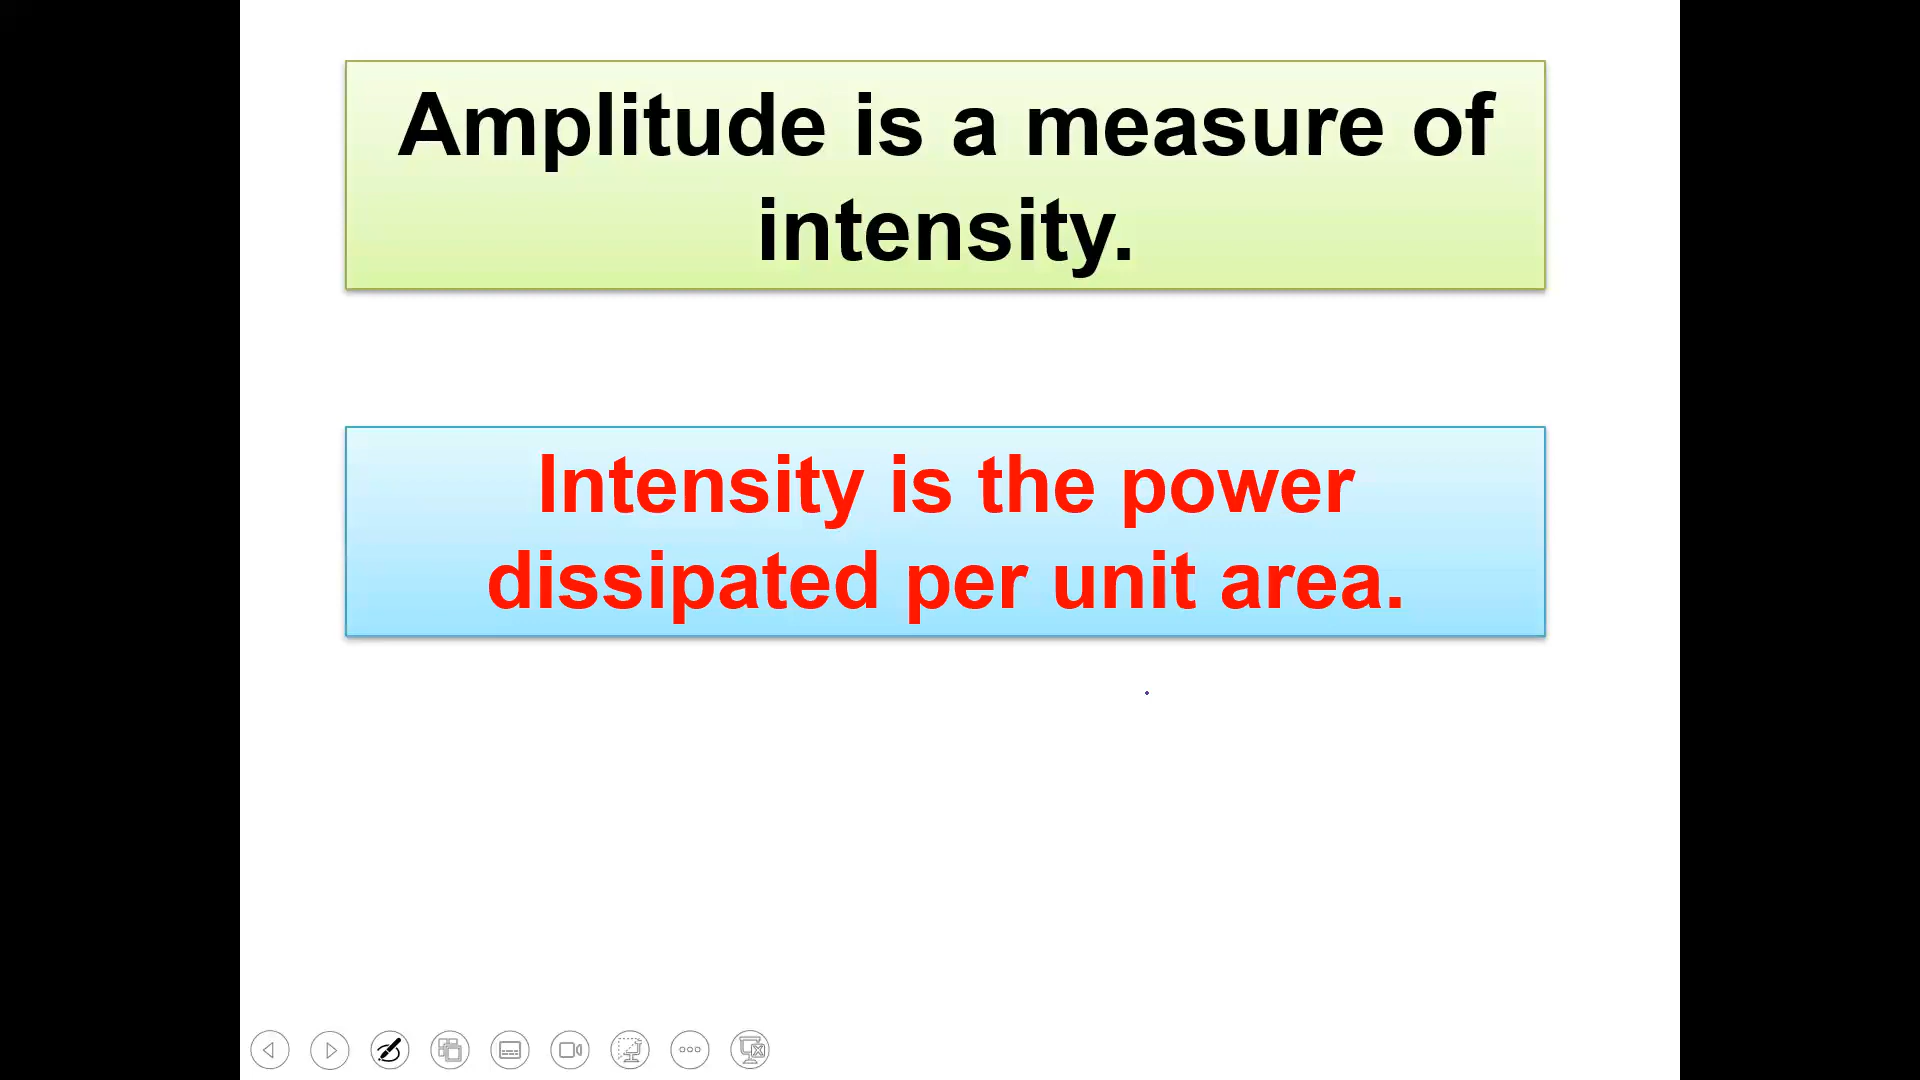 Amplitude is a measure of
intensity.
Intensity is the power
dissipated per unit area.